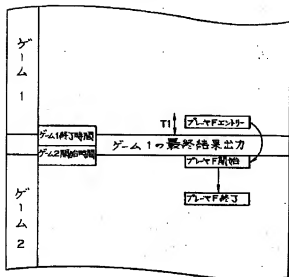 ゲーム1
ゲーム1終了時間
ゲーム2開始時間
ゲーム1の最終結果出力
T1
プレーヤFエントリー
プレーヤF開始
プレーヤF終了
ゲーム2